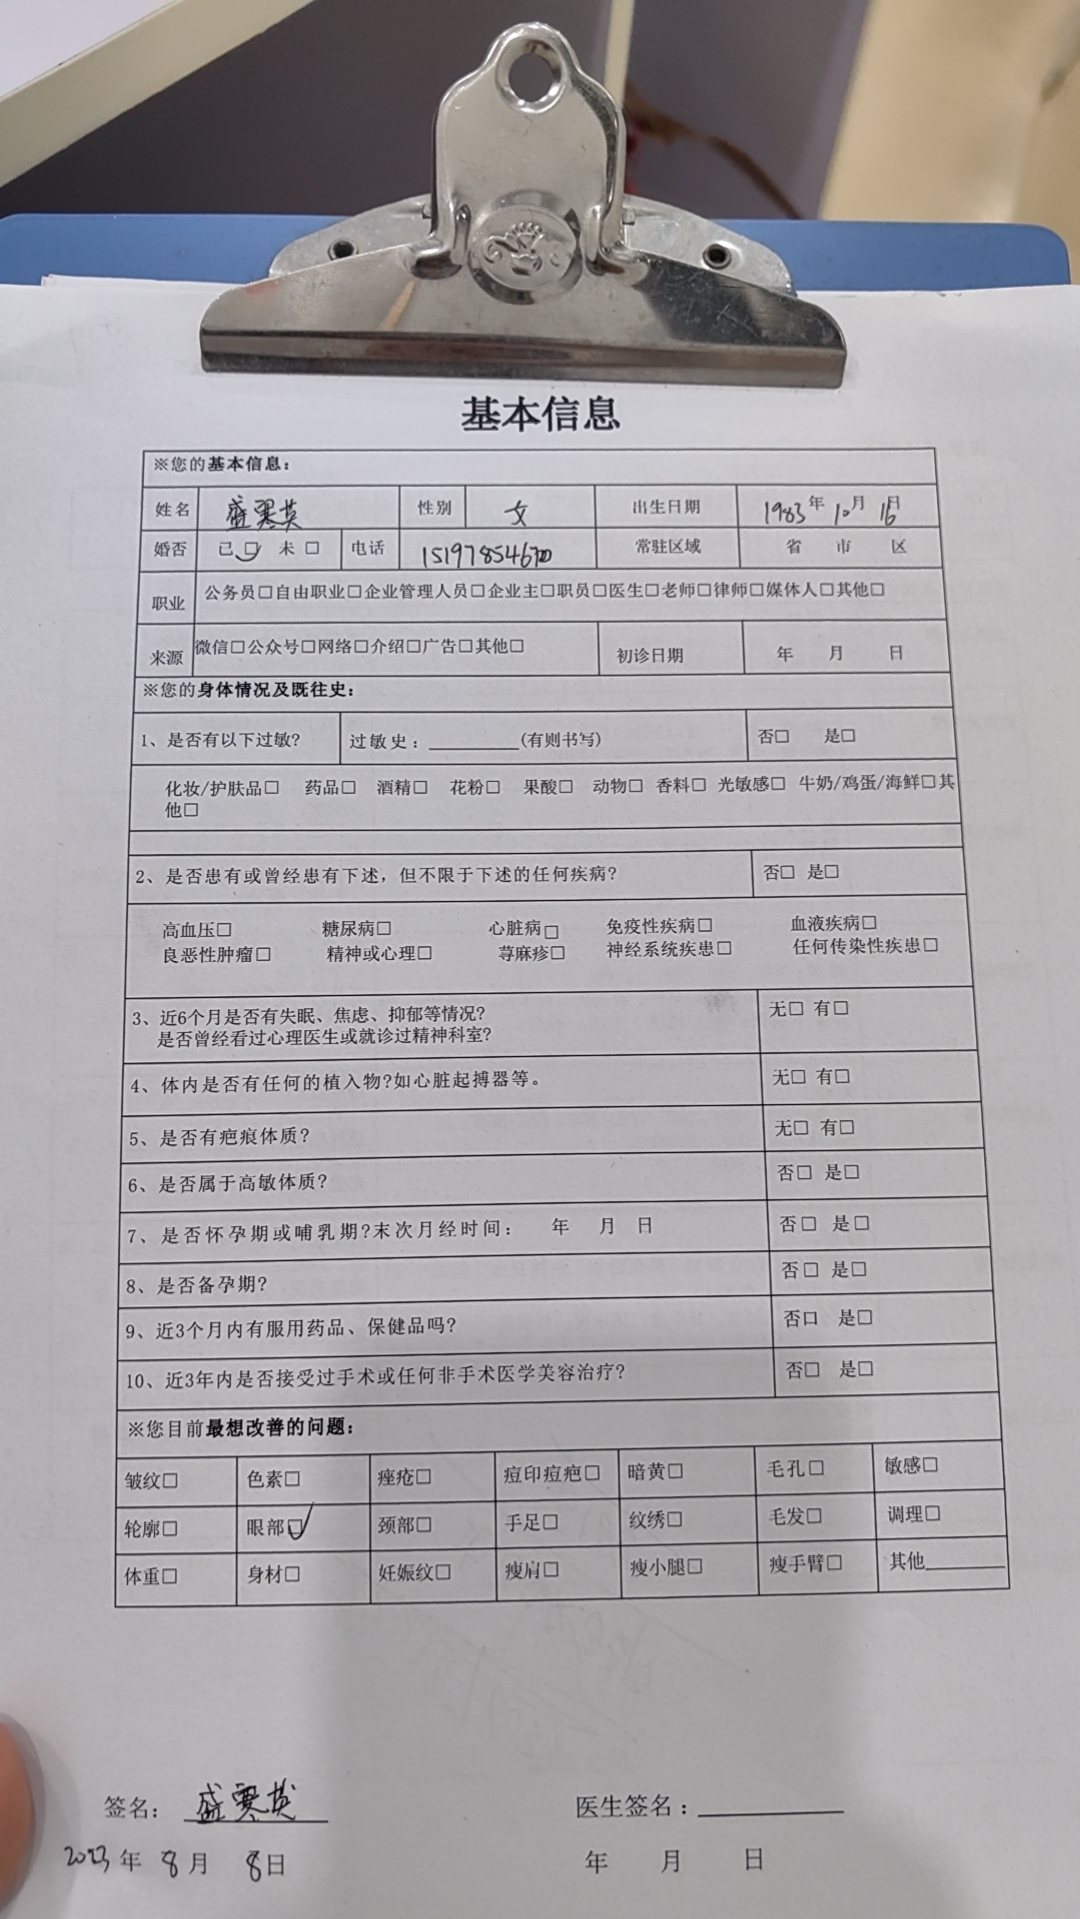 基本信息
※您的基本信息：
姓名 盛寒英 性别 女 出生日期 1983年10月16日
婚否 已☑ 未□ 电话 常驻区域 省 市 区
职业 公务员□自由职业□企业管理人员□企业主□职员□医生□老师□律师□媒体人□其他□
来源 微信□公众号□网络□介绍□广告□其他□ 初诊日期 年 月 日
※您的身体情况及既往史：
1、是否有以下过敏? 过敏史：________(有则书写) 否□ 是□
化妆/护肤品□ 药品□ 酒精□ 花粉□ 果酸□ 动物□ 香料□ 光敏感□ 牛奶/鸡蛋/海鲜□其
他□
2、是否患有或曾经患有下述，但不限于下述的任何疾病? 否□ 是□
高血压□ 糖尿病□ 心脏病□ 免疫性疾病□ 血液疾病□
良恶性肿瘤□ 精神或心理□ 荨麻疹□ 神经系统疾患□ 任何传染性疾患□
3、近6个月是否有失眠、焦虑、抑郁等情况? 无□ 有□
是否曾经看过心理医生或就诊过精神科室?
4、体内是否有任何的植入物?如心脏起搏器等。 无□ 有□
5、是否有疤痕体质? 无□ 有□
6、是否属于高敏体质? 否□ 是□
7、是否怀孕期或哺乳期?末次月经时间： 年 月 日 否□ 是□
8、是否备孕期? 否□ 是□
9、近3个月内有服用药品、保健品吗? 否口 是□
10、近3年内是否接受过手术或任何非手术医学美容治疗? 否□ 是□
※您目前最想改善的问题：
皱纹□ 色素□ 痤疮□ 痘印痘疤□ 暗黄□ 毛孔□ 敏感□
轮廓□ 眼部☑ 颈部□ 手足□ 纹绣□ 毛发□ 调理□
体重□ 身材□ 妊娠纹□ 瘦肩□ 瘦小腿□ 瘦手臂□ 其他________
签名： 盛寒英 医生签名：__________
2023年 8月 8日 年 月 日